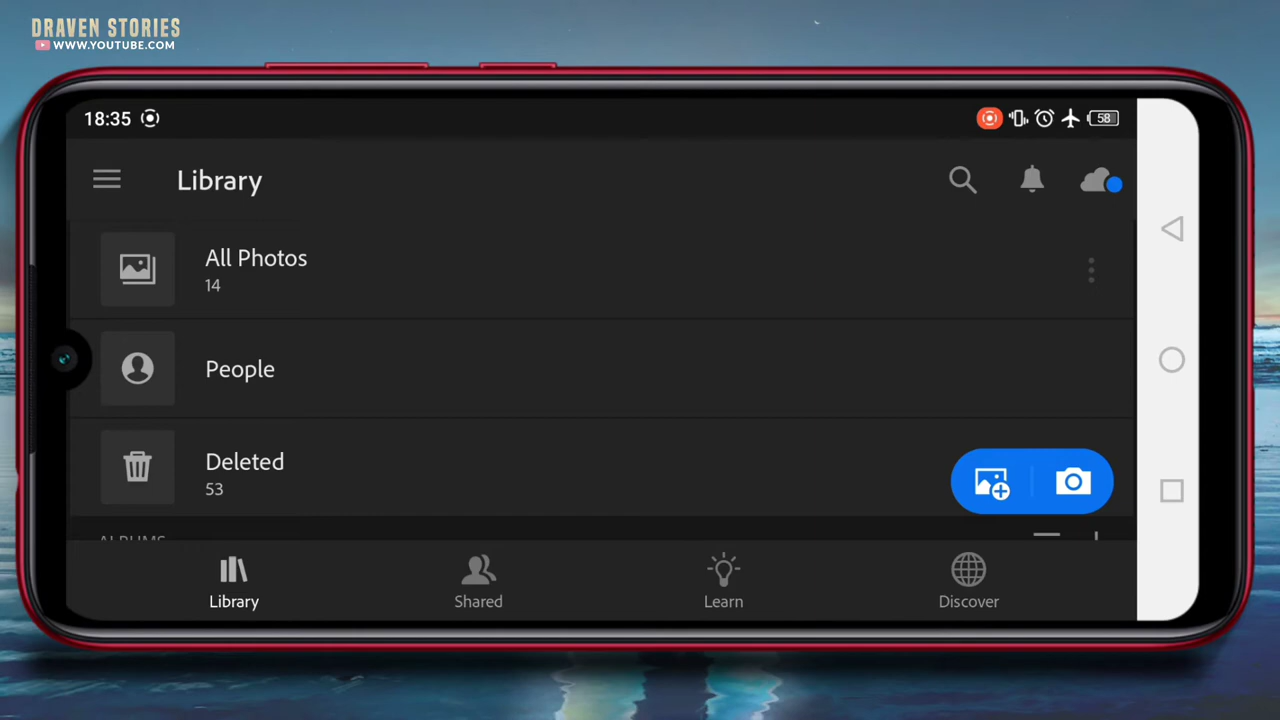 DRAVEN STORIES
WWW.YOUTUBE.COM
18:35
58
Library
All Photos
14
People
Deleted
53
ALBUMS
Library
Shared
Learn
Discover